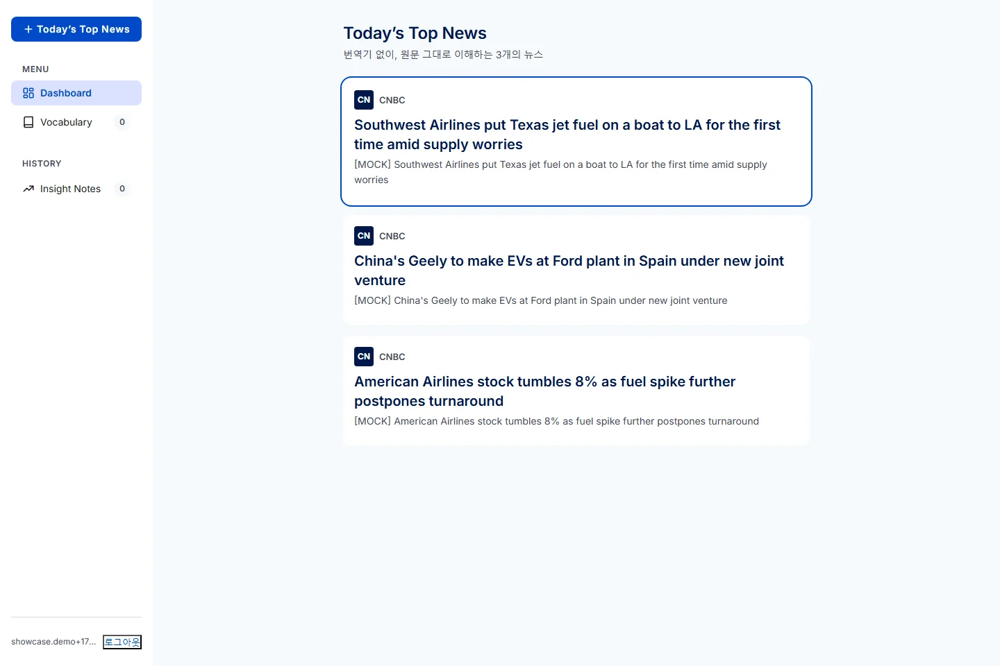 + Today’s Top News
MENU
Dashboard
Vocabulary 0
HISTORY
Insight Notes 0
showcase.demo+17... 로그아웃
Today’s Top News
번역기 없이, 원문 그대로 이해하는 3개의 뉴스
CN CNBC
Southwest Airlines put Texas jet fuel on a boat to LA for the first
time amid supply worries
[MOCK] Southwest Airlines put Texas jet fuel on a boat to LA for the first time amid supply
worries
CN CNBC
China's Geely to make EVs at Ford plant in Spain under new joint
venture
[MOCK] China's Geely to make EVs at Ford plant in Spain under new joint venture
CN CNBC
American Airlines stock tumbles 8% as fuel spike further
postpones turnaround
[MOCK] American Airlines stock tumbles 8% as fuel spike further postpones turnaround